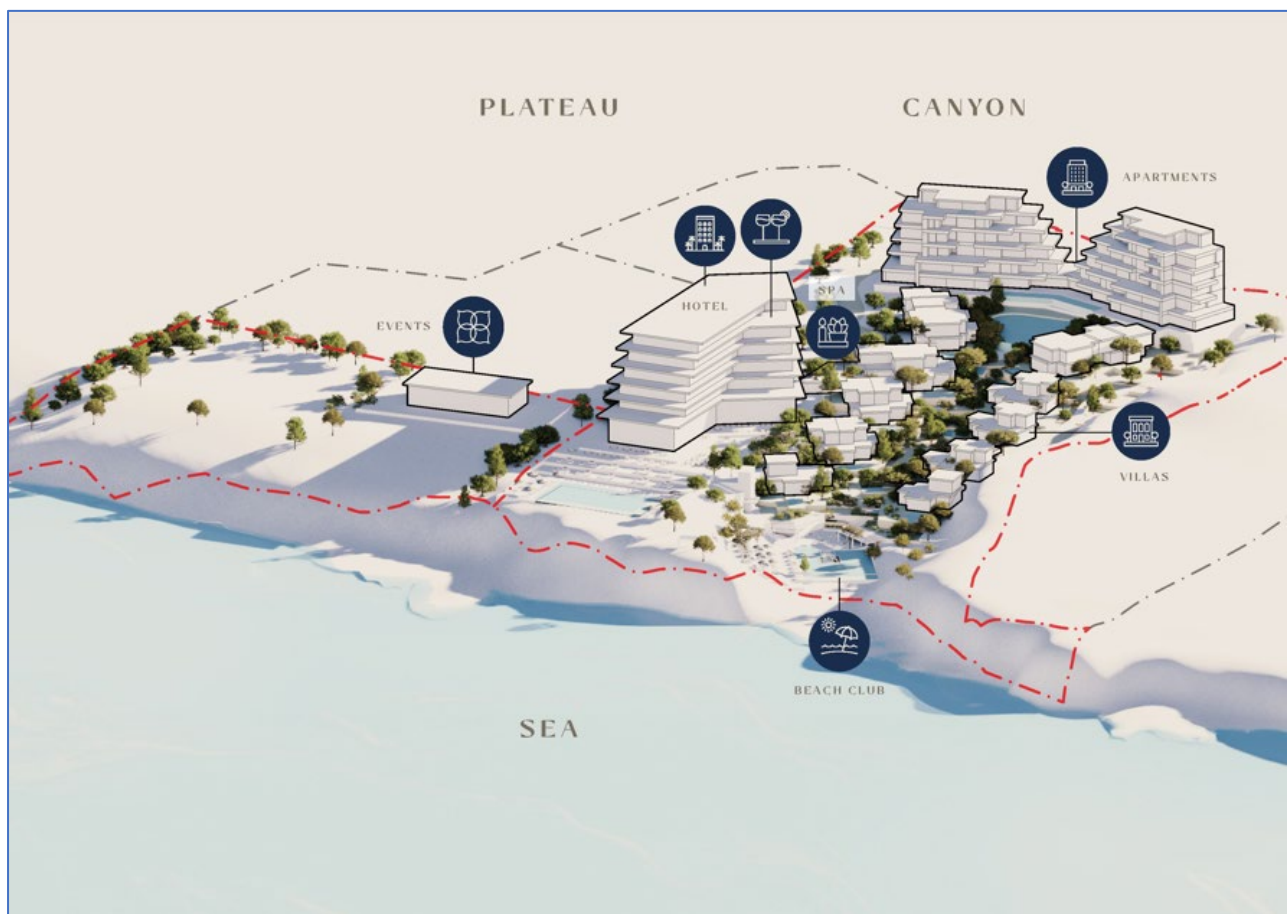 PLATEAU
CANYON
APARTMENTS
HOTEL
SPA
EVENTS
VILLAS
BEACH CLUB
SEA